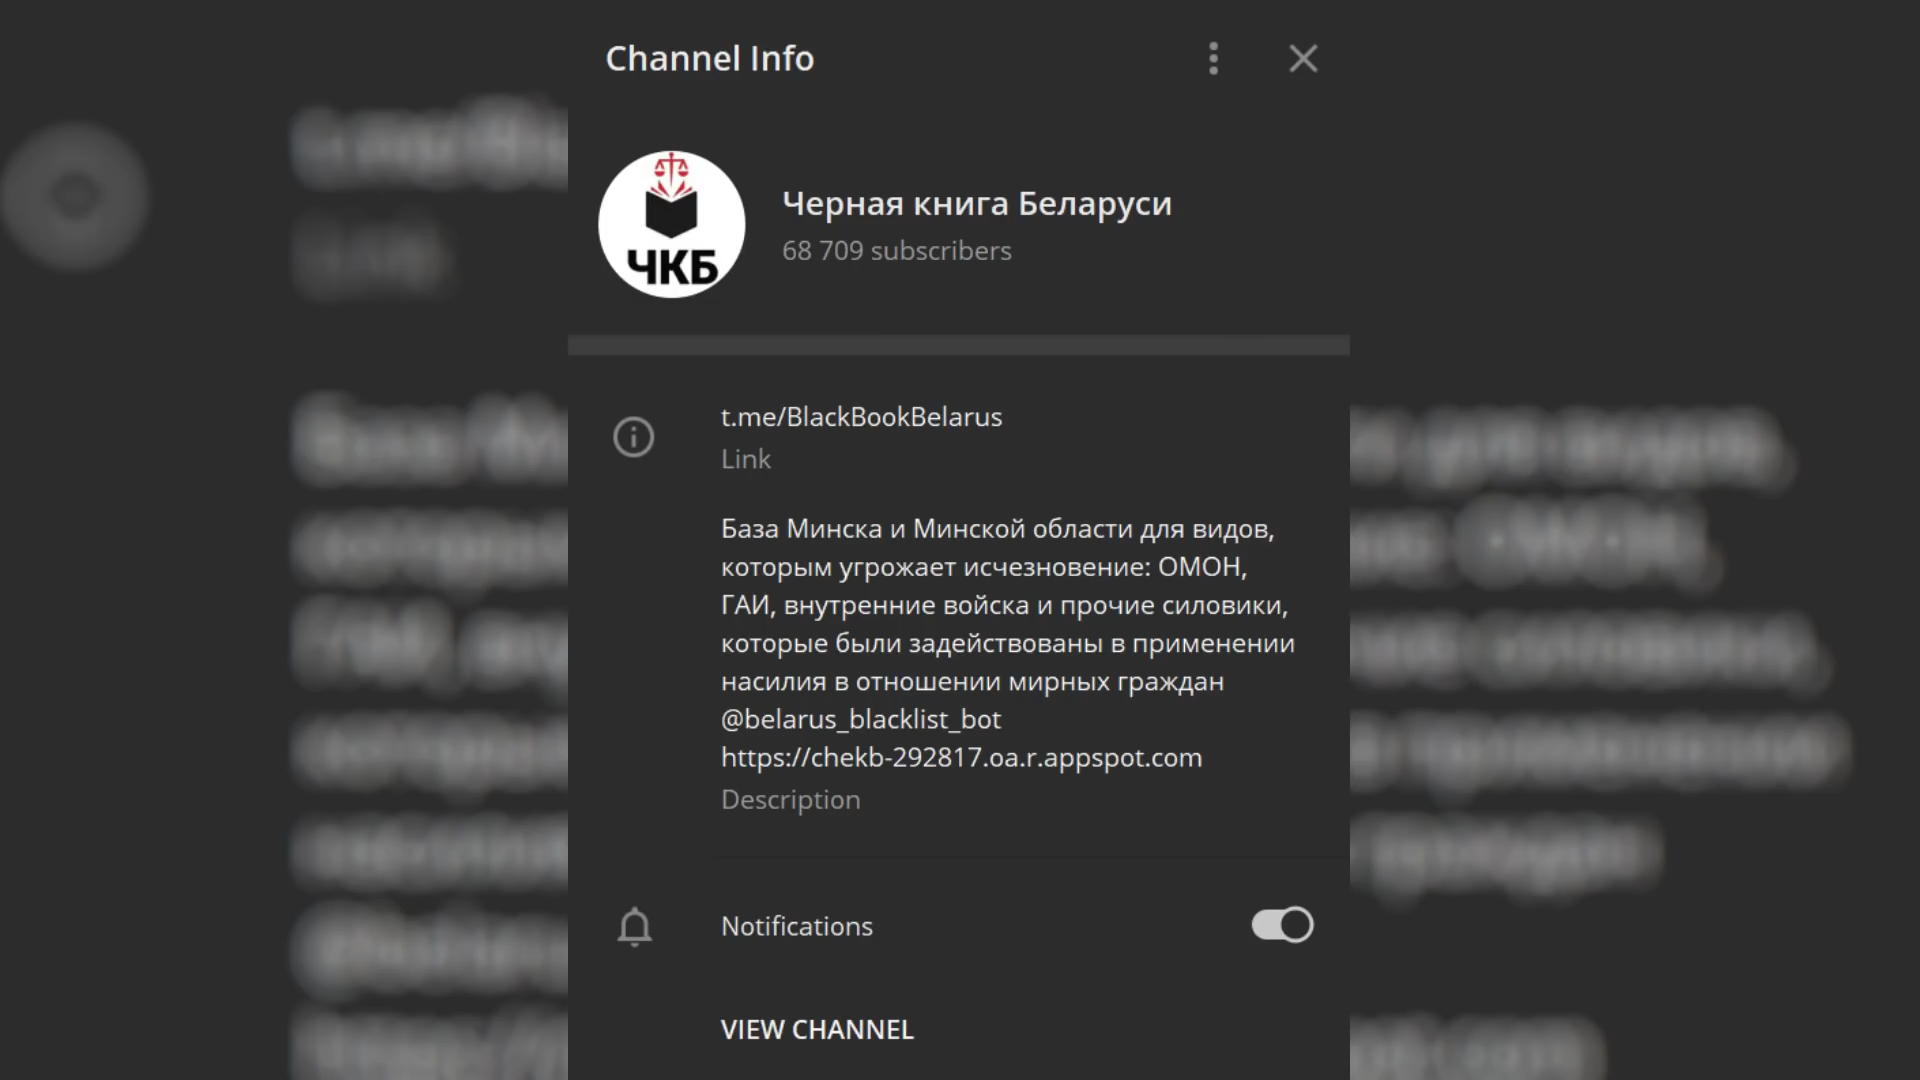 Channel Info
ЧКБ
Черная книга Беларуси
68 709 subscribers
t.me/BlackBookBelarus
Link
База Минска и Минской области для видов,
которым угрожает исчезновение: ОМОН,
ГАИ, внутренние войска и прочие силовики,
которые были задействованы в применении
насилия в отношении мирных граждан
@belarus_blacklist_bot
https://chekb-292817.oa.r.appspot.com
Description
Notifications
VIEW CHANNEL